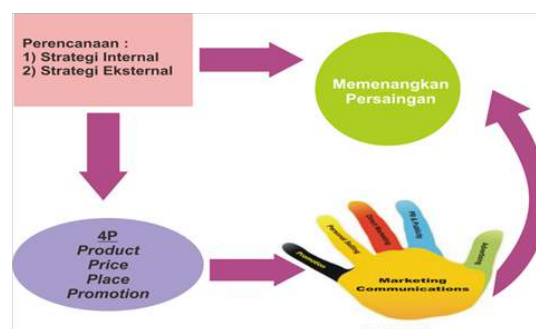 Perencanaan :
1) Strategi Internal
2) Strategi Eksternal
Memenangkan
Persaingan
4P
Product
Price
Place
Promotion
Promotion
Personal Selling
Direct Marketing
PR & Publicity
Advertising
Marketing
Communications